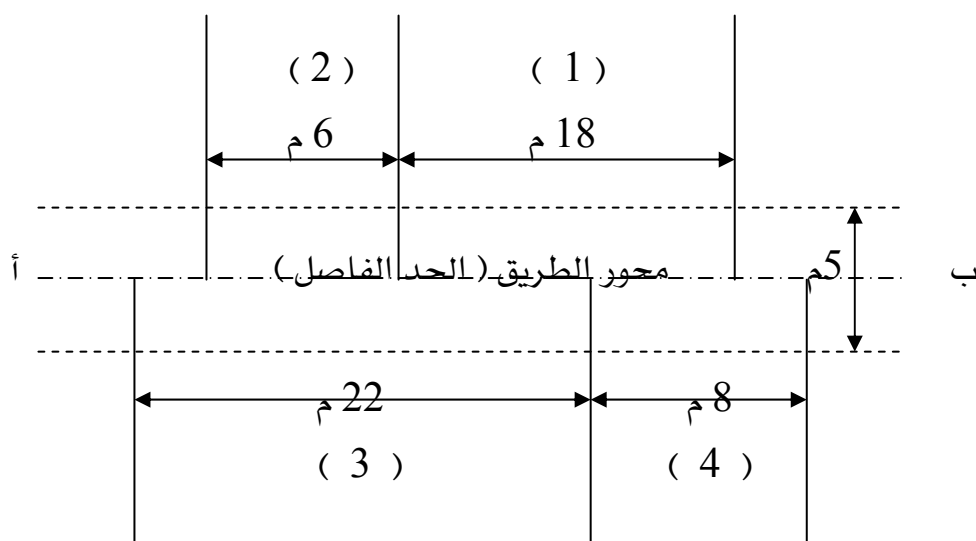 ( 1 )
( 2 )
18 م
6 م
ب
5م
محور الطريق ( الحد الفاصل )
أ
8 م
22 م
( 4 )
( 3 )